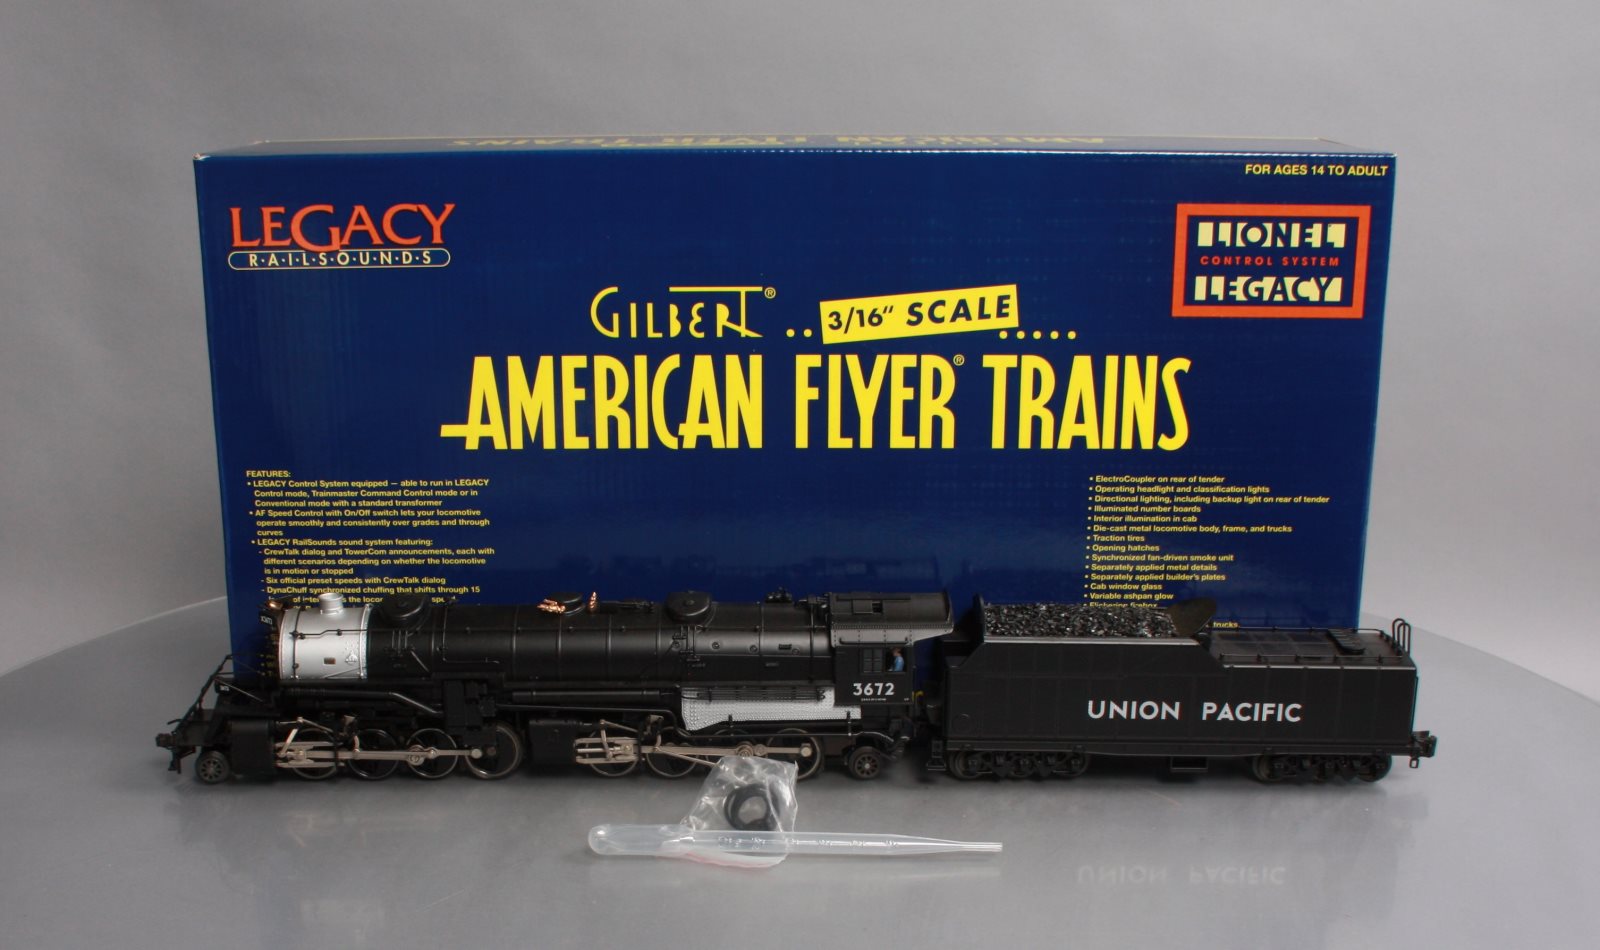 AMERICAN FLYER TRAINS
FOR AGES 14 TO ADULT
LEGACY
R·A·I·L·S·O·U·N·D·S
LIONEL
CONTROL SYSTEM
LEGACY
GILBERT® .. 3/16" SCALE .....
AMERICAN FLYER® TRAINS
FEATURES:
• LEGACY Control System equipped — able to run in LEGACY
Control mode, Trainmaster Command Control mode or in
Conventional mode with a standard transformer
• AF Speed Control with On/Off switch lets your locomotive
operate smoothly and consistently over grades and through
curves
• LEGACY RailSounds sound system featuring:
- CrewTalk dialog and TowerCom announcements, each with
different scenarios depending on whether the locomotive
is in motion or stopped
- Six official preset speeds with CrewTalk dialog
- DynaChuff synchronized chuffing that shifts through 15
of the
• ElectroCoupler on rear of tender
• Operating headlight and classification lights
• Directional lighting, including backup light on rear of tender
• Illuminated number boards
• Interior illumination in cab
• Die-cast metal locomotive body, frame, and trucks
• Traction tires
• Opening hatches
• Synchronized fan-driven smoke unit
• Separately applied metal details
• Separately applied builder's plates
• Cab window glass
• Variable ashpan glow
• Flickering firebox
trucks,
3672
UNION PACIFIC